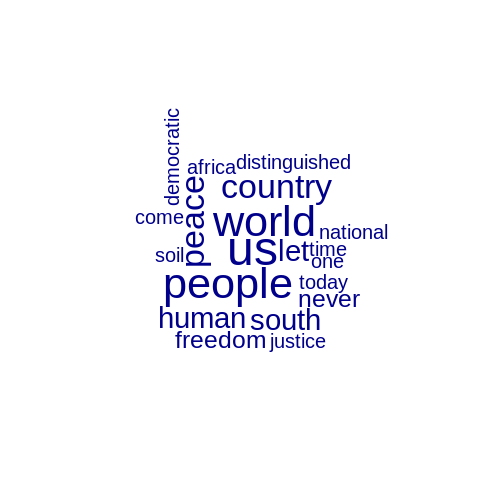 democratic
africa
distinguished
peace
country
come
world
national
us
let
time
soil
one
people
today
never
human
south
freedom
justice